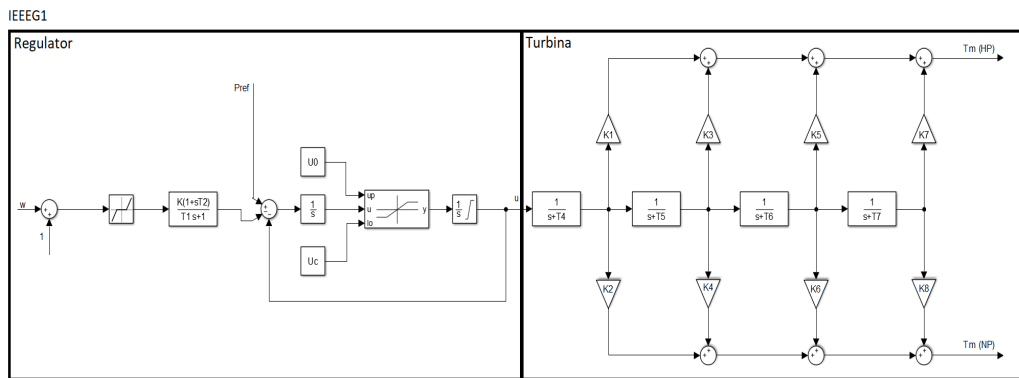 IEEEG1
Regulator
Turbina
Pref
w
1
K(1+sT2)
T1s+1
+
+
+
-
-
U0
1
s
Uc
up
u
lo
y
1
s
u
1
s+T4
1
s+T5
1
s+T6
1
s+T7
K1
K3
K5
K7
K2
K4
K6
K8
+
+
+
+
+
+
+
+
+
+
+
+
Tm (HP)
Tm (NP)